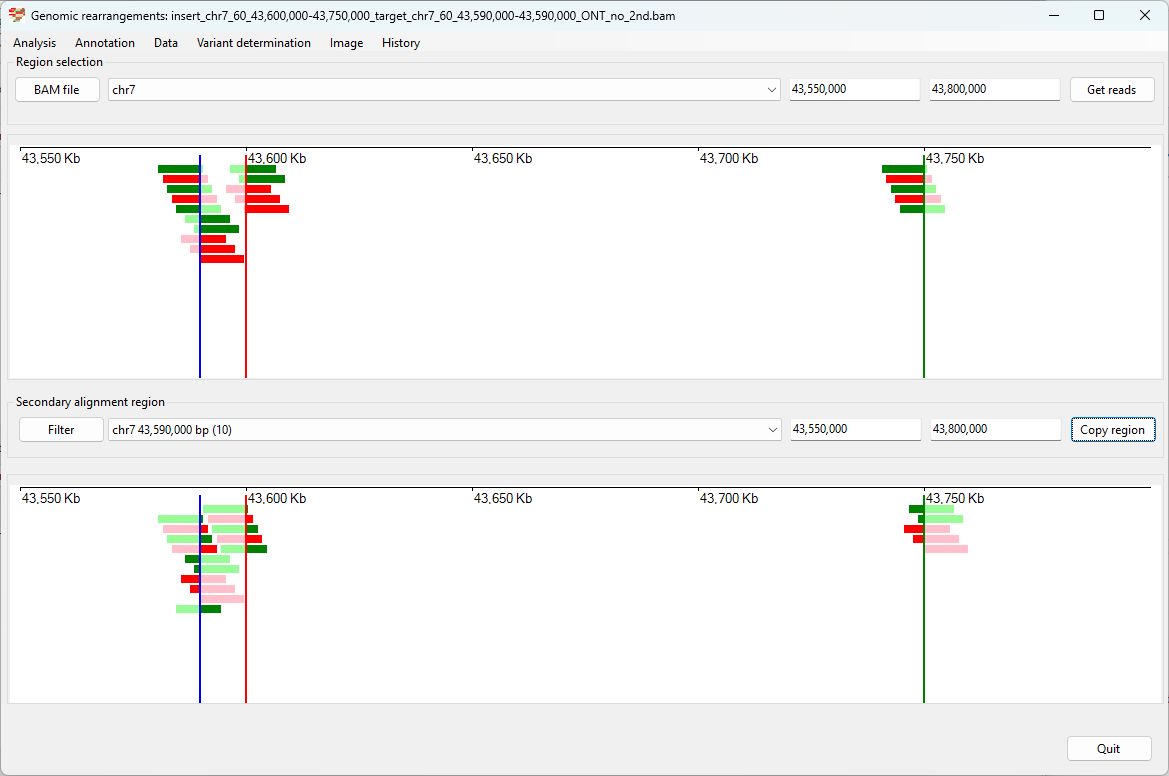 Genomic rearrangements: insert_chr7_60_43,600,000-43,750,000_target_chr7_60_43,590,000-43,590,000_ONT_no_2nd.bam
Analysis Annotation Data Variant determination Image History
Region selection
BAM file chr7 43,550,000 43,800,000 Get reads
43,550 Kb 43,600 Kb 43,650 Kb 43,700 Kb 43,750 Kb
Secondary alignment region
Filter chr7 43,590,000 bp (10) 43,550,000 43,800,000 Copy region
43,550 Kb 43,600 Kb 43,650 Kb 43,700 Kb 43,750 Kb
Quit